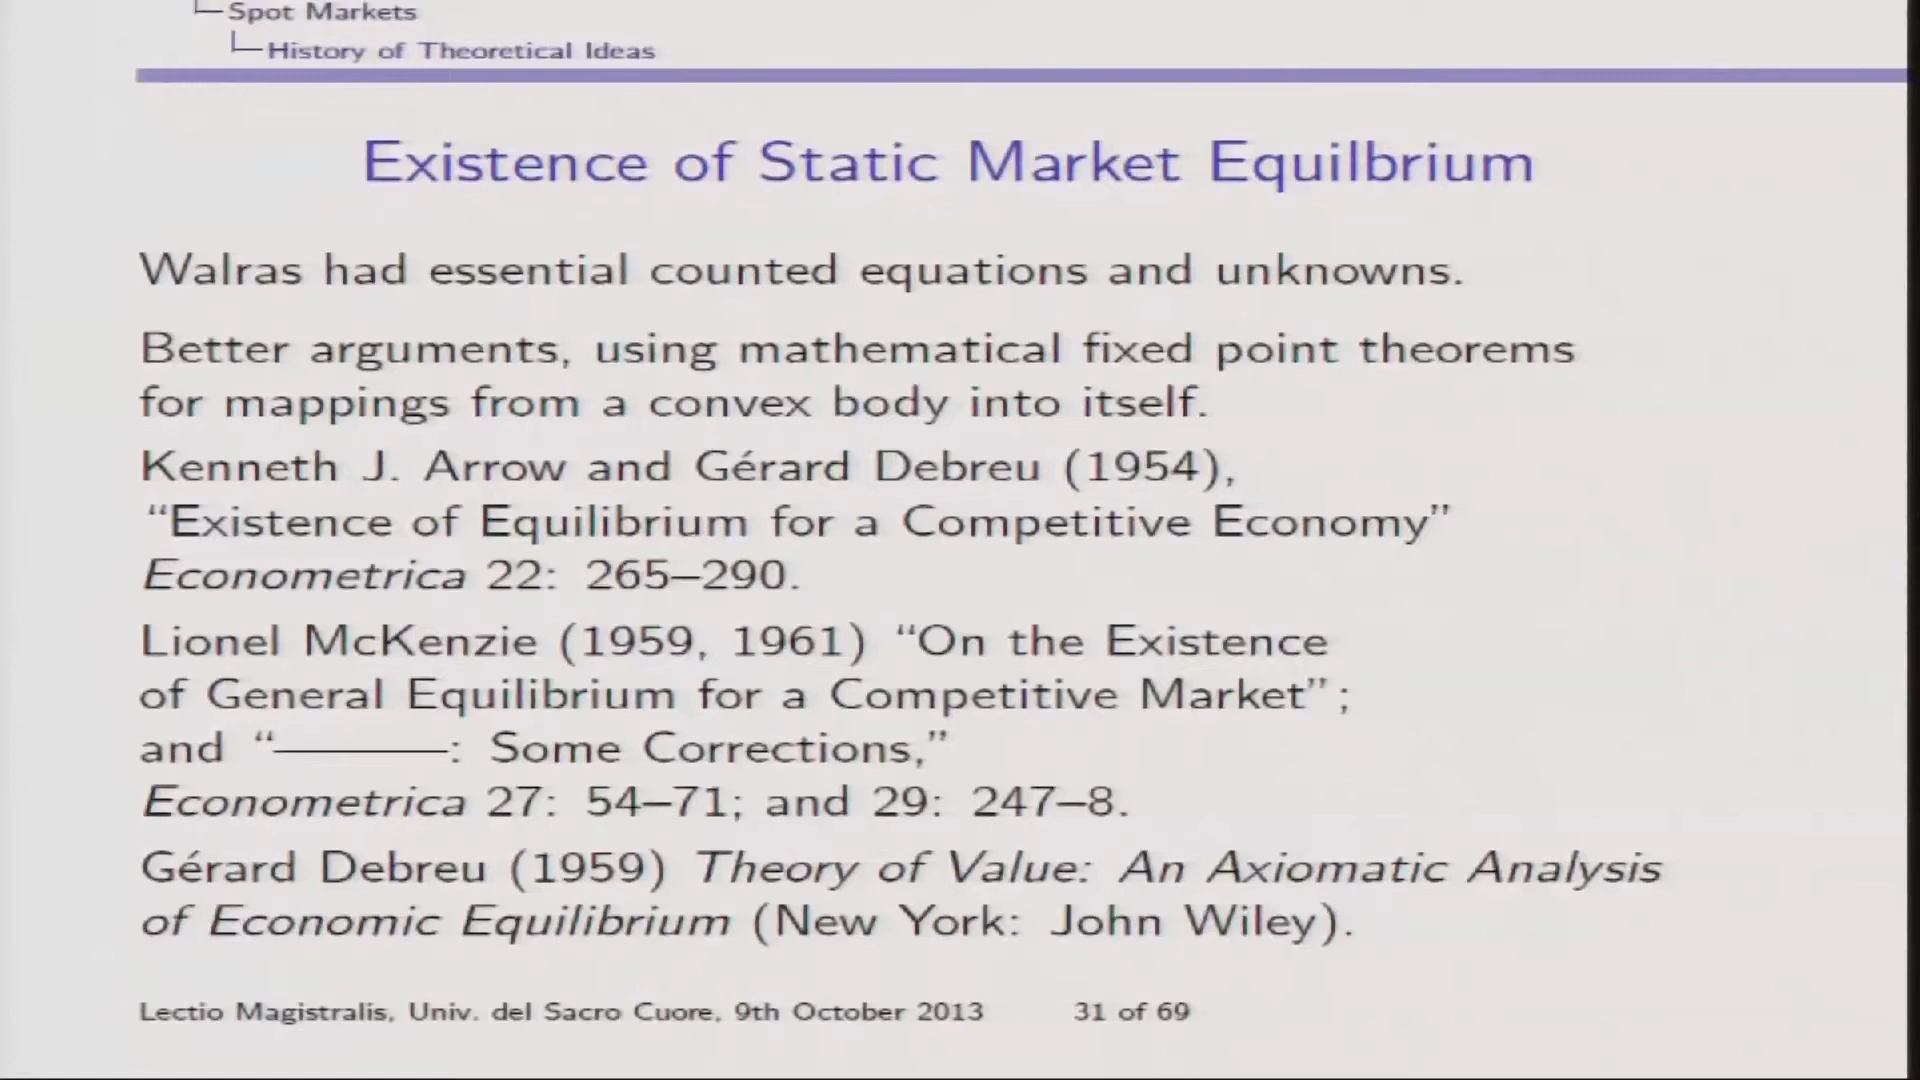 Spot Markets
History of Theoretical Ideas
Existence of Static Market Equilbrium
Walras had essential counted equations and unknowns.
Better arguments, using mathematical fixed point theorems
for mappings from a convex body into itself.
Kenneth J. Arrow and Gérard Debreu (1954),
“Existence of Equilibrium for a Competitive Economy”
Econometrica 22: 265–290.
Lionel McKenzie (1959, 1961) “On the Existence
of General Equilibrium for a Competitive Market”;
and “———: Some Corrections,”
Econometrica 27: 54–71; and 29: 247–8.
Gérard Debreu (1959) Theory of Value: An Axiomatic Analysis
of Economic Equilibrium (New York: John Wiley).
Lectio Magistralis, Univ. del Sacro Cuore, 9th October 2013 31 of 69